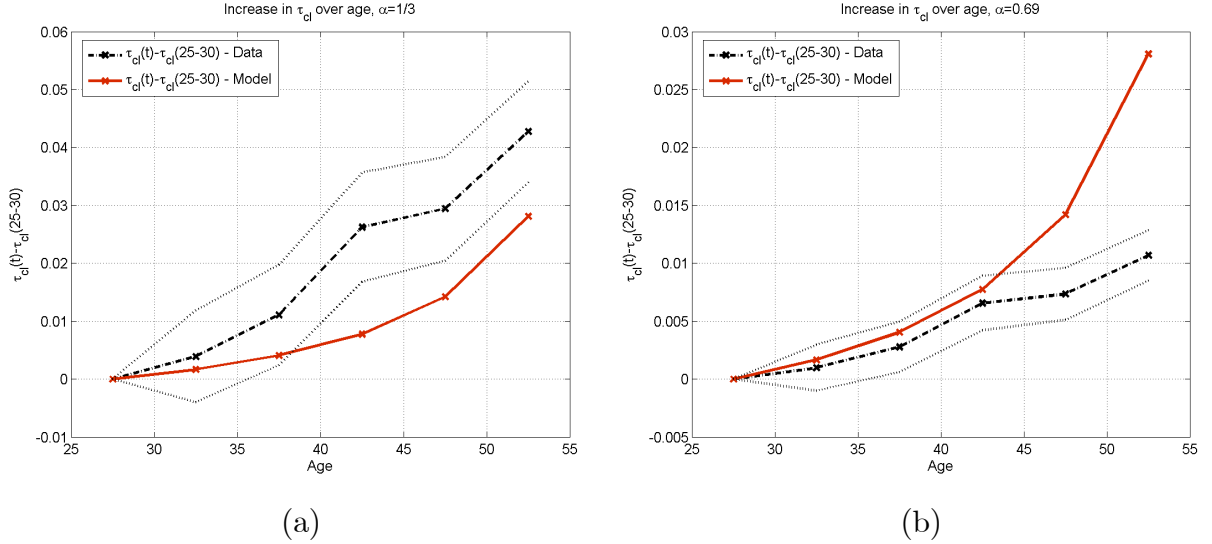 Increase in τcl over age, α=1/3
0.06
0.05
0.04
0.03
0.02
0.01
0
-0.01
τcl(t)-τcl(25-30)
τcl(t)-τcl(25-30) - Data
τcl(t)-τcl(25-30) - Model
25 30 35 40 45 50 55
Age
(a)
Increase in τcl over age, α=0.69
0.03
0.025
0.02
0.015
0.01
0.005
0
-0.005
τcl(t)-τcl(25-30)
τcl(t)-τcl(25-30) - Data
τcl(t)-τcl(25-30) - Model
25 30 35 40 45 50 55
Age
(b)